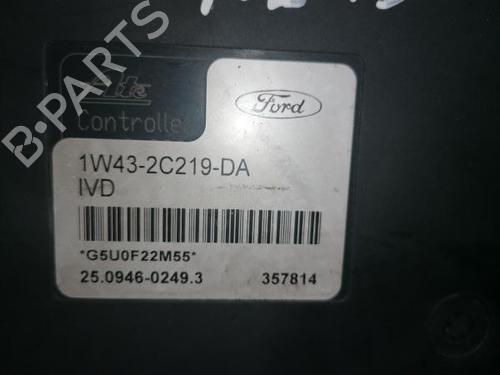 B-PARTS
Ate
Ford
Controlle
1W43-2C219-DA
IVD
*G5U0F22M55*
25.0946-0249.3 357814